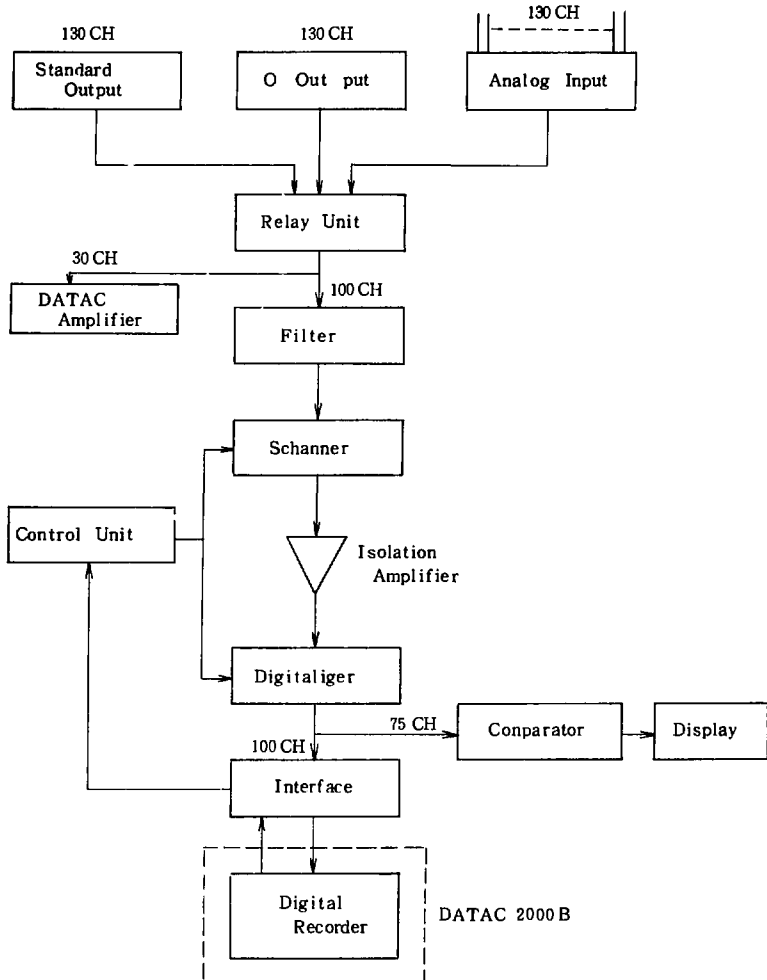 130 CH
130 CH
130 CH
Standard
Output
O Out put
Analog Input
Relay Unit
30 CH
100 CH
DATAC
Amplifier
Filter
Schanner
Control Unit
Isolation
Amplifier
Digitaliger
75 CH
Conparator
Display
100 CH
Interface
Digital
Recorder
DATAC 2000 B